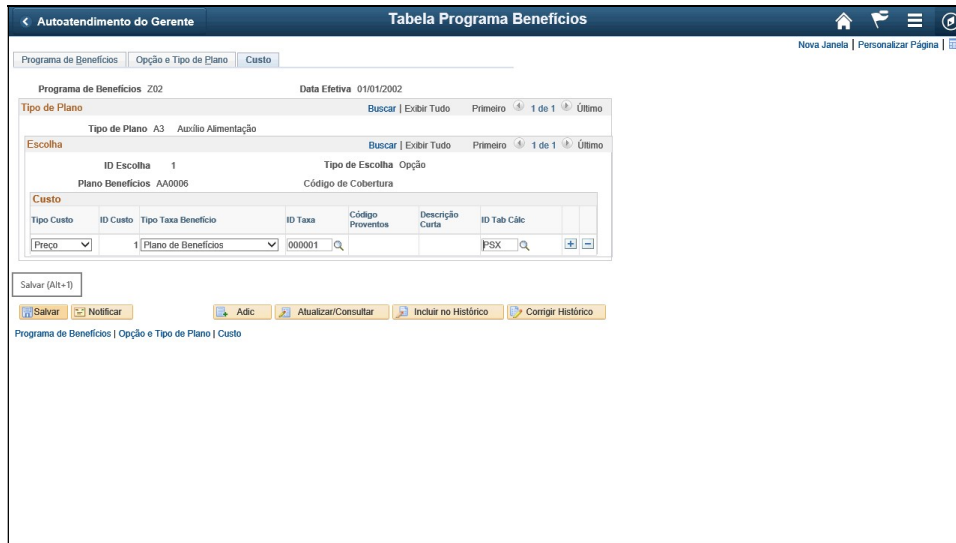 Autoatendimento do Gerente Tabela Programa Benefícios
Nova Janela | Personalizar Página |
Programa de Benefícios Opção e Tipo de Plano Custo
Programa de Benefícios Z02 Data Efetiva 01/01/2002
Tipo de Plano Buscar | Exibir Tudo Primeiro 1 de 1 Último
Tipo de Plano A3 Auxílio Alimentação
Escolha Buscar | Exibir Tudo Primeiro 1 de 1 Último
ID Escolha 1 Tipo de Escolha Opção
Plano Benefícios AA0006 Código de Cobertura
Custo
Tipo Custo ID Custo Tipo Taxa Benefício ID Taxa Código Proventos Descrição Curta ID Tab Cálc
Preço 1 Plano de Benefícios 000001 PSX + -
Salvar (Alt+1)
Salvar Notificar Adic Atualizar/Consultar Incluir no Histórico Corrigir Histórico
Programa de Benefícios | Opção e Tipo de Plano | Custo